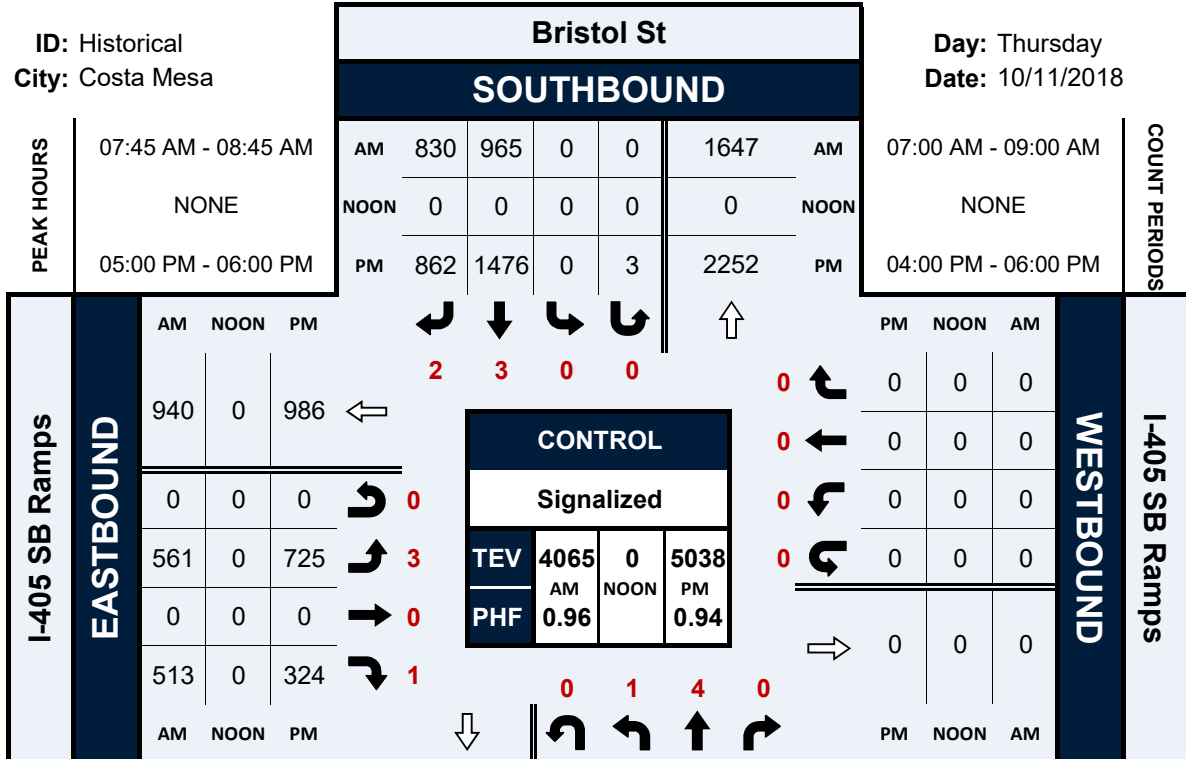 Bristol St
ID: Historical
Day: Thursday
City: Costa Mesa
Date: 10/11/2018
SOUTHBOUND
PEAK HOURS
07:45 AM - 08:45 AM
NONE
05:00 PM - 06:00 PM
AM 830 965 0 0 1647 AM
NOON 0 0 0 0 0 NOON
PM 862 1476 0 3 2252 PM
07:00 AM - 09:00 AM
NONE
04:00 PM - 06:00 PM
COUNT PERIODS
2 3 0 0
I-405 SB Ramps
EASTBOUND
AM NOON PM
940 0 986
0 0 0 0
561 0 725 3
0 0 0 0
513 0 324 1
AM NOON PM
CONTROL
Signalized
TEV 4065 0 5038
AM NOON PM
PHF 0.96 0.94
PM NOON AM
0 0 0 0
0 0 0 0
0 0 0 0
0 0 0 0
0 0 0
PM NOON AM
WESTBOUND
I-405 SB Ramps
0 1 4 0